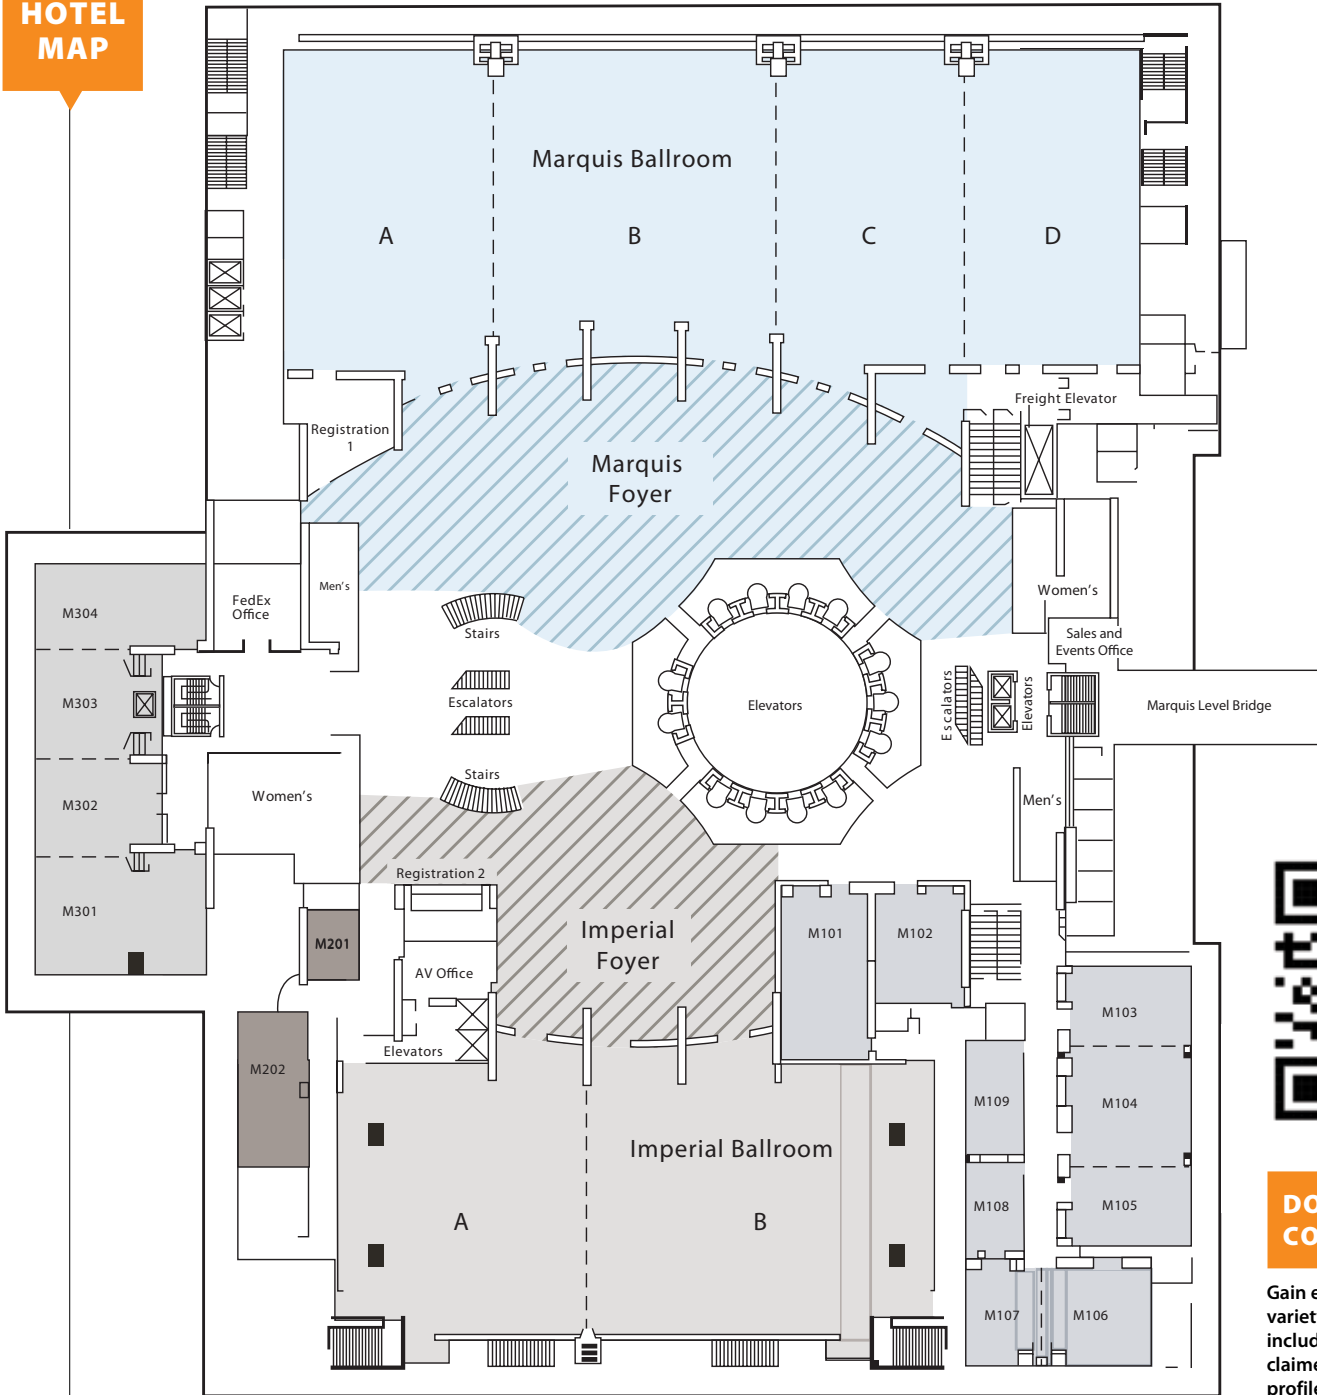 HOTEL
MAP
Marquis Ballroom
A
B
C
D
Freight Elevator
Registration
1
Marquis
Foyer
Men's
FedEx
Office
M304
Women's
Stairs
Sales and
Events Office
M303
Escalators
Elevators
Escalators
Elevators
Marquis Level Bridge
Stairs
M302
Women's
Men's
Registration 2
M301
M201
Imperial
Foyer
M101
M102
AV Office
M103
Elevators
M202
M109
M104
Imperial Ballroom
A
B
M108
M105
M107
M106
DO
CO
Gain e
variet
includ
claime
profile